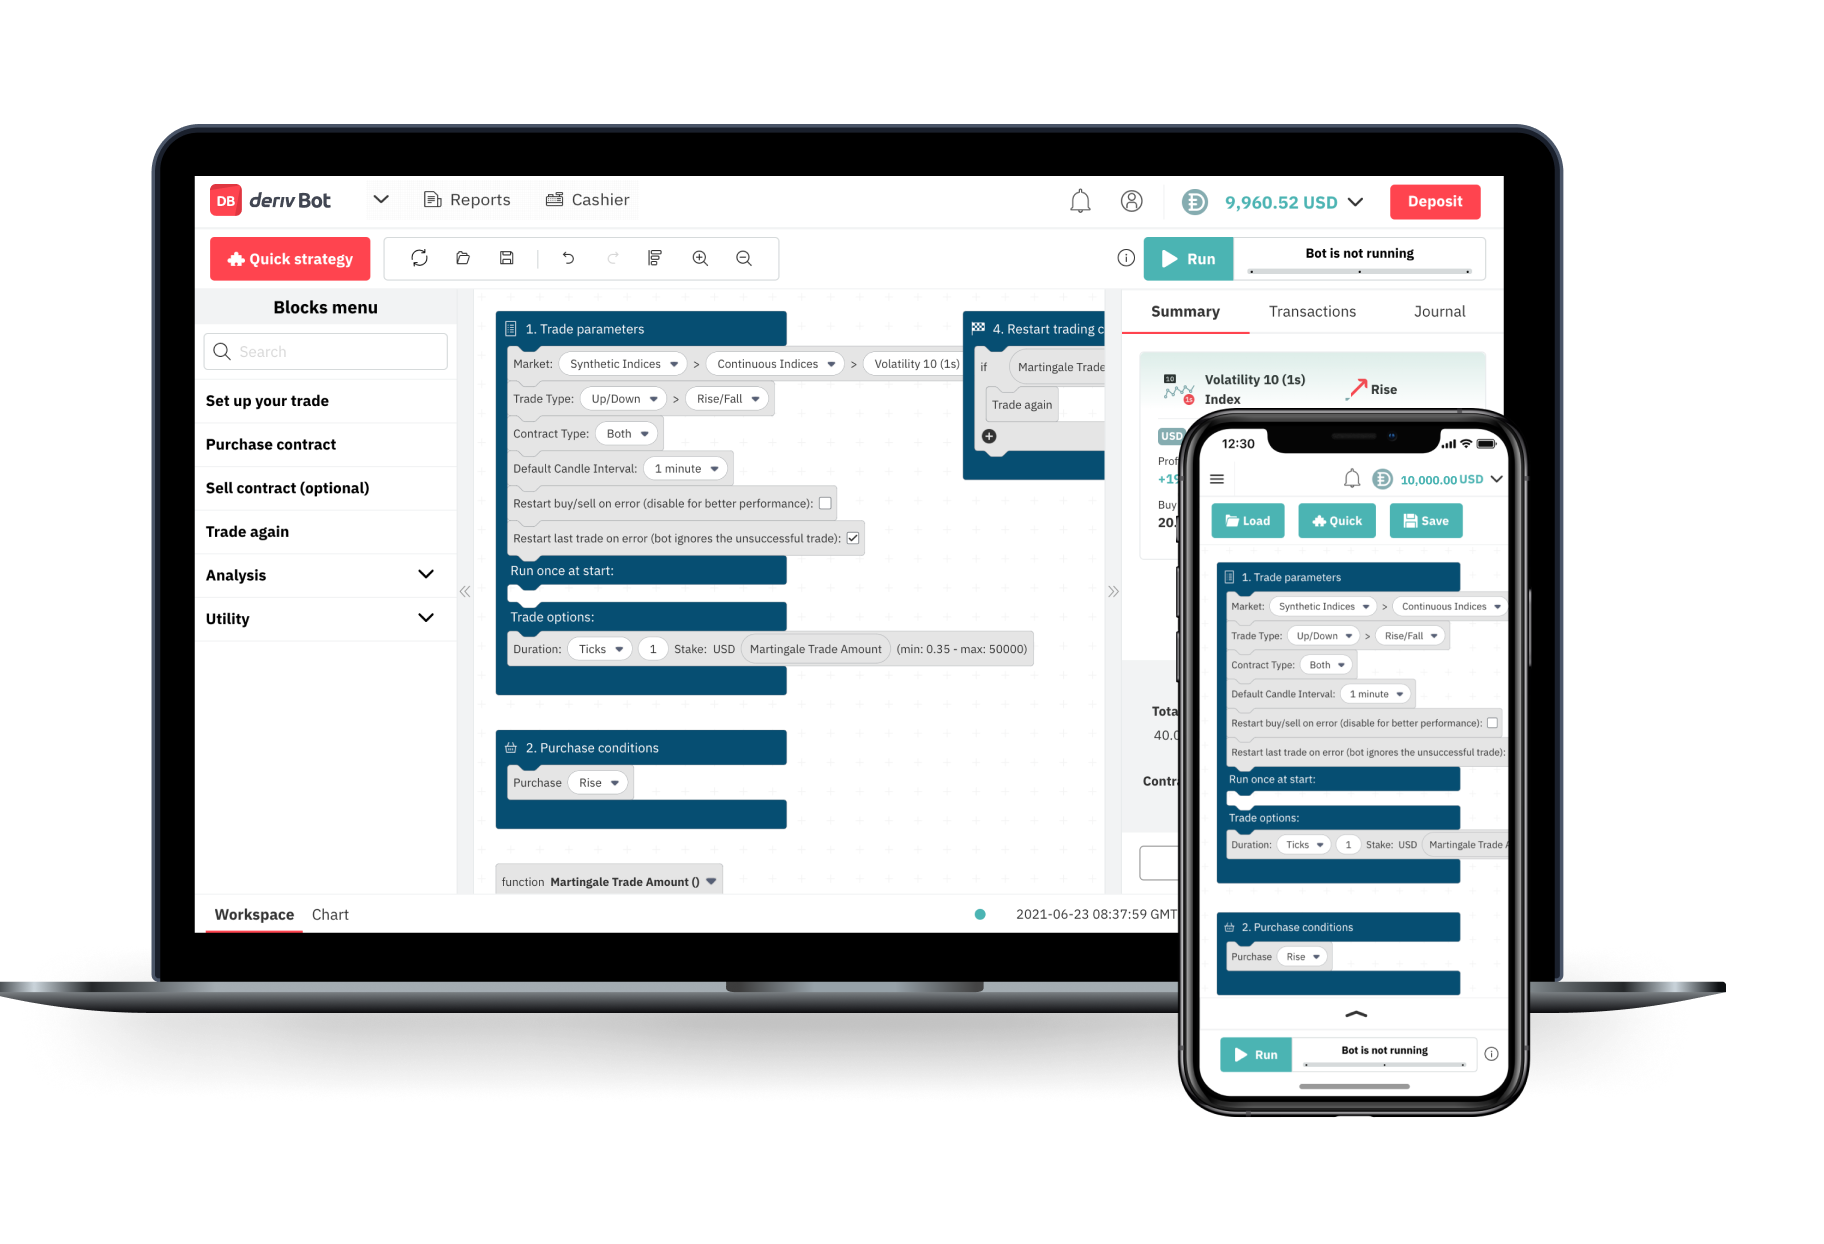 DB deriv Bot
Reports
Cashier
9,960.52 USD
Deposit
Quick strategy
Run
Bot is not running
Blocks menu
Search
Set up your trade
Purchase contract
Sell contract (optional)
Trade again
Analysis
Utility
1. Trade parameters
Market: Synthetic Indices > Continuous Indices > Volatility 10 (1s)
Trade Type: Up/Down > Rise/Fall
Contract Type: Both
Default Candle Interval: 1 minute
Restart buy/sell on error (disable for better performance):
Restart last trade on error (bot ignores the unsuccessful trade):
Run once at start:
Trade options:
Duration: Ticks 1 Stake: USD Martingale Trade Amount (min: 0.35 - max: 50000)
2. Purchase conditions
Purchase Rise
function Martingale Trade Amount ()
4. Restart trading c
if Martingale Trade
Trade again
Summary
Transactions
Journal
10
1s
Volatility 10 (1s)
Index
Rise
USD
Prof
+19
Buy
20.
Tota
40.0
Contra
Workspace
Chart
2021-06-23 08:37:59 GMT
12:30
10,000.00 USD
Load
Quick
Save
1. Trade parameters
Market: Synthetic Indices > Continuous Indices
Trade Type: Up/Down > Rise/Fall
Contract Type: Both
Default Candle Interval: 1 minute
Restart buy/sell on error (disable for better performance):
Restart last trade on error (bot ignores the unsuccessful trade):
Run once at start:
Trade options:
Duration: Ticks 1 Stake: USD Martingale Trade A
2. Purchase conditions
Purchase Rise
Run
Bot is not running